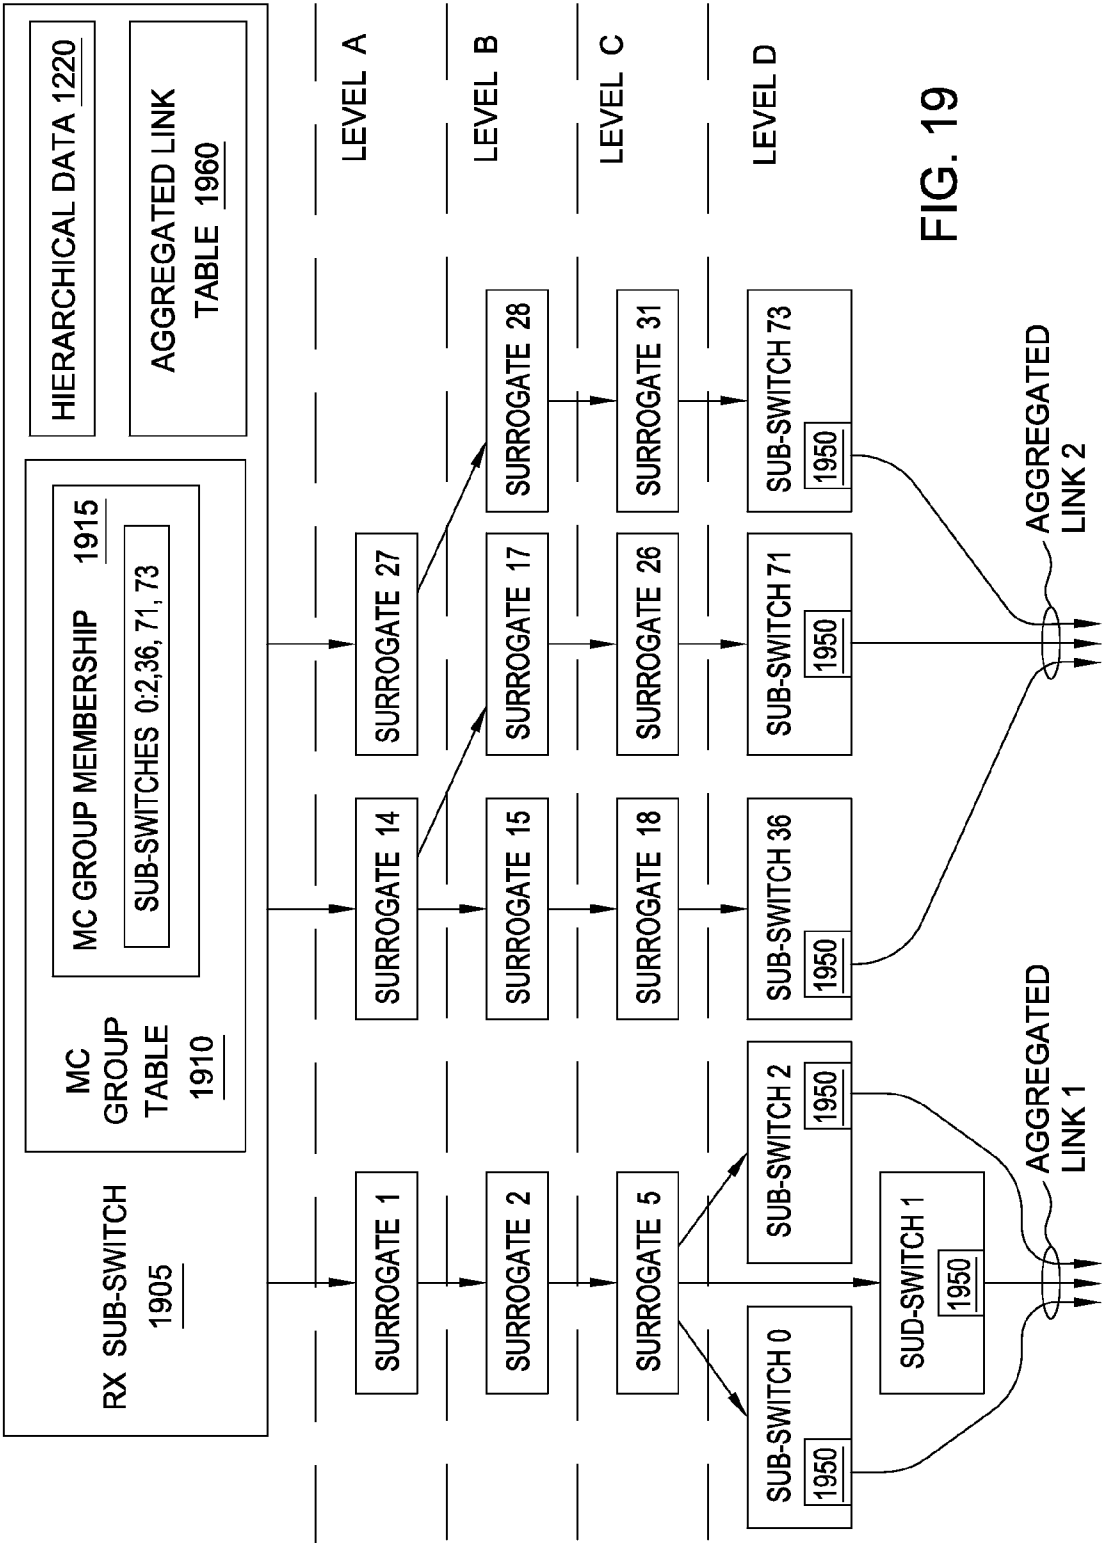 RX SUB-SWITCH
1905
MC
GROUP
TABLE
1910
MC GROUP MEMBERSHIP 1915
SUB-SWITCHES 0:2,36, 71, 73
HIERARCHICAL DATA 1220
AGGREGATED LINK
TABLE 1960
LEVEL A
SURROGATE 1
SURROGATE 14
SURROGATE 27
LEVEL B
SURROGATE 2
SURROGATE 15
SURROGATE 17
SURROGATE 28
LEVEL C
SURROGATE 5
SURROGATE 18
SURROGATE 26
SURROGATE 31
LEVEL D
SUB-SWITCH 0
1950
SUD-SWITCH 1
1950
SUB-SWITCH 2
1950
SUB-SWITCH 36
1950
SUB-SWITCH 71
1950
SUB-SWITCH 73
1950
AGGREGATED
LINK 1
AGGREGATED
LINK 2
FIG. 19